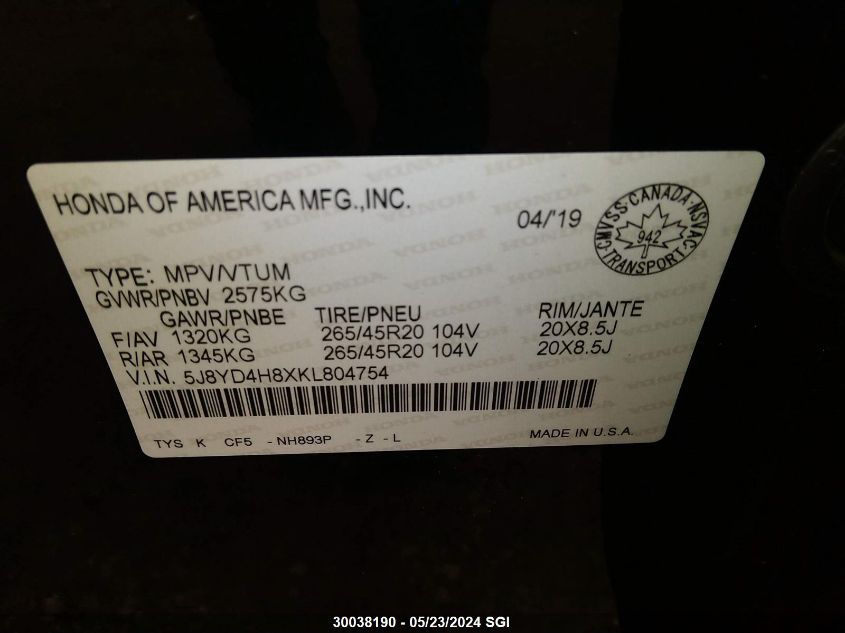 HONDA OF AMERICA MFG.,INC.
04/'19
CMVSS-CANADA-NSVAC
942
TRANSPORT
TYPE: MPV/VTUM
GVWR/PNBV 2575KG
GAWR/PNBE TIRE/PNEU RIM/JANTE
F/AV 1320KG 265/45R20 104V 20X8.5J
R/AR 1345KG 265/45R20 104V 20X8.5J
V.I.N. 5J8YD4H8XKL804754
TYS K CF5 -NH893P -Z -L MADE IN U.S.A.
30038190 - 05/23/2024 SGI